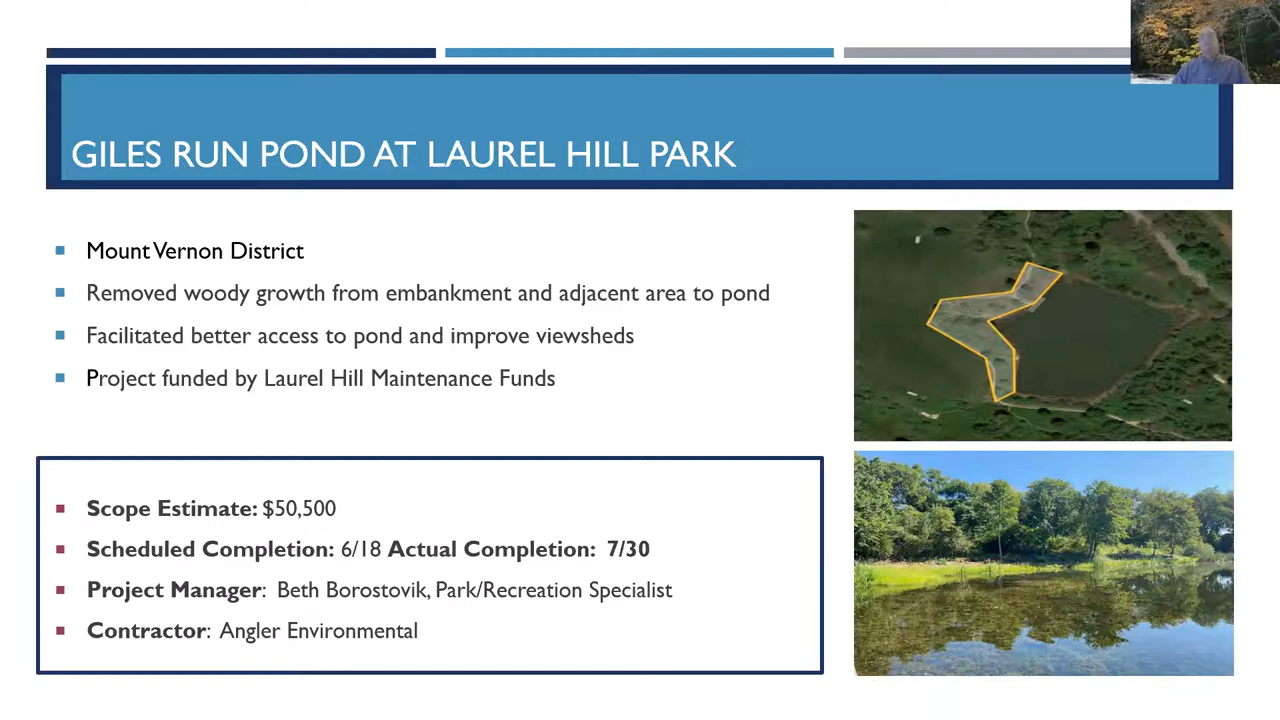 GILES RUN POND AT LAUREL HILL PARK
Mount Vernon District
Removed woody growth from embankment and adjacent area to pond
Facilitated better access to pond and improve viewsheds
Project funded by Laurel Hill Maintenance Funds
Scope Estimate: $50,500
Scheduled Completion: 6/18 Actual Completion: 7/30
Project Manager: Beth Borostovik, Park/Recreation Specialist
Contractor: Angler Environmental